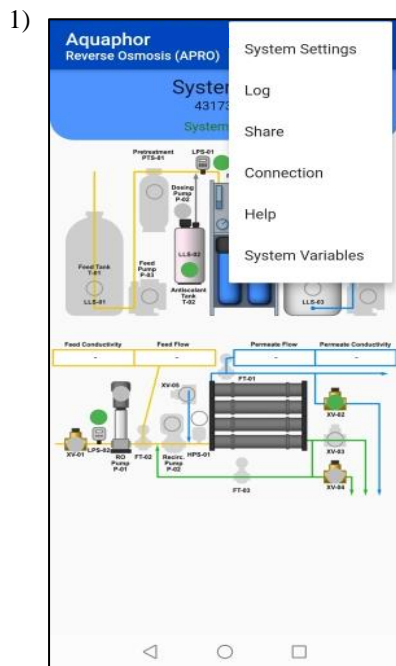 1)
Aquaphor
Reverse Osmosis (APRO)
System Settings
Log
Share
Connection
Help
System Variables
System
43173
System
Pretreatment
PTS-01
LPS-01
Dosing
Pump
P-02
LLS-02
Feed Tank
T-01
LLS-01
Feed
Pump
P-03
Antiscalant
Tank
T-02
LLS-03
Feed Conductivity
Feed Flow
Permeate Flow
Permeate Conductivity
-
-
-
-
FT-01
XV-05
XV-02
XV-01
LPS-02
RO
Pump
P-01
FT-02
Recirc.
Pump
P-02
HPS-01
XV-03
FT-03
XV-04